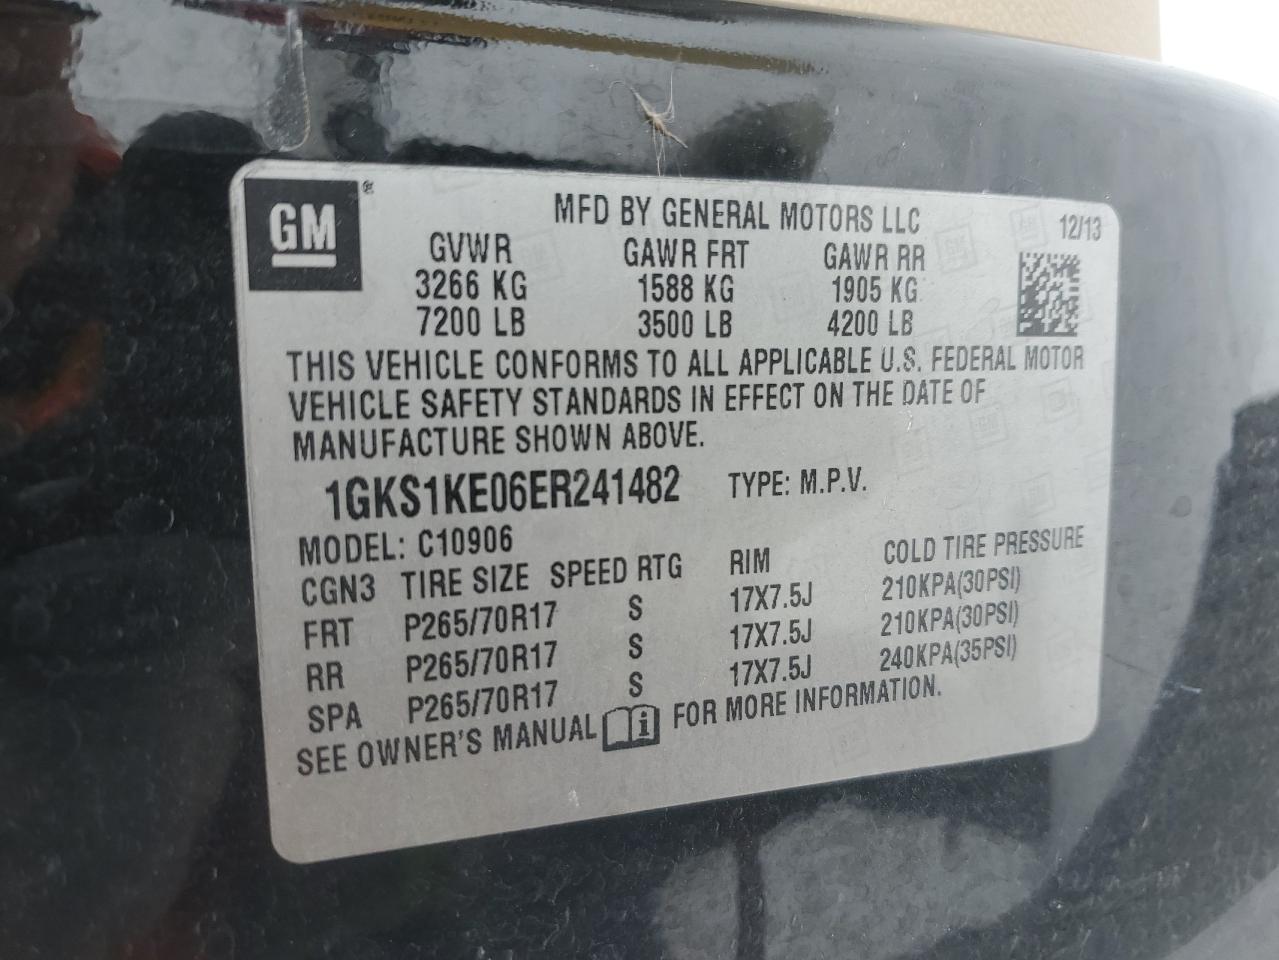 GM ®
MFD BY GENERAL MOTORS LLC 12/13
GVWR GAWR FRT GAWR RR
3266 KG 1588 KG 1905 KG
7200 LB 3500 LB 4200 LB
THIS VEHICLE CONFORMS TO ALL APPLICABLE U.S. FEDERAL MOTOR
VEHICLE SAFETY STANDARDS IN EFFECT ON THE DATE OF
MANUFACTURE SHOWN ABOVE.
1GKS1KE06ER241482 TYPE: M.P.V.
MODEL: C10906
CGN3 TIRE SIZE SPEED RTG RIM COLD TIRE PRESSURE
FRT P265/70R17 S 17X7.5J 210KPA(30PSI)
RR P265/70R17 S 17X7.5J 210KPA(30PSI)
SPA P265/70R17 S 17X7.5J 240KPA(35PSI)
SEE OWNER'S MANUAL i FOR MORE INFORMATION.